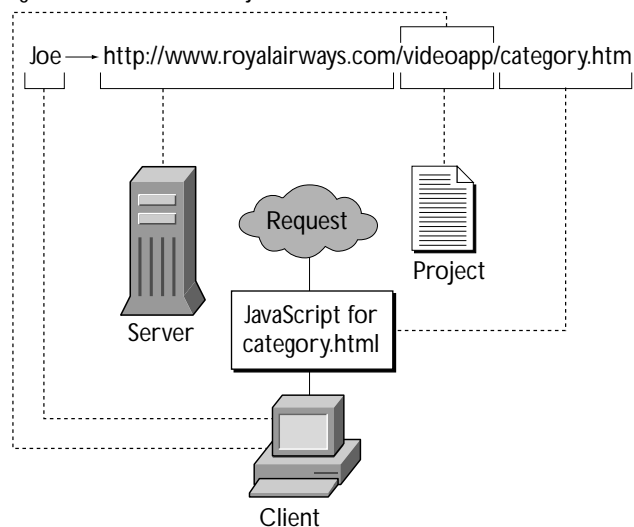 Joe http://www.royalairways.com/videoapp/category.htm
Request
Project
Server
JavaScript for
category.html
Client